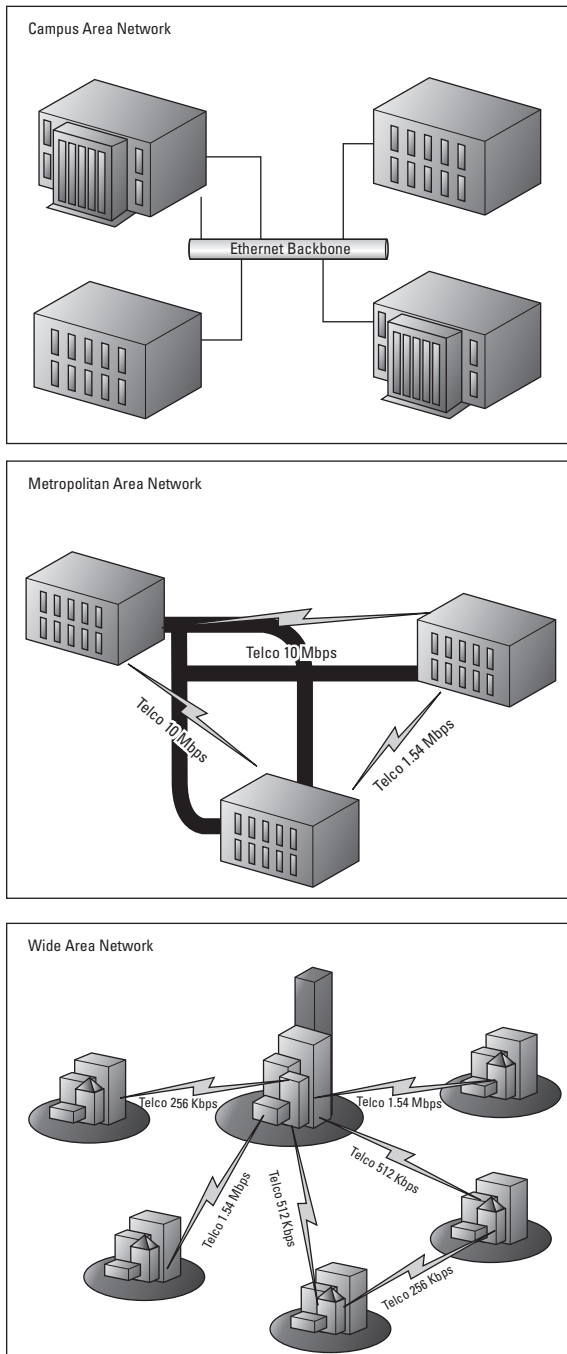 Campus Area Network
Ethernet Backbone
Metropolitan Area Network
Telco 10 Mbps
Telco 10 Mbps
Telco 1.54 Mbps
Wide Area Network
Telco 256 Kbps
Telco 1.54 Mbps
Telco 512 Kbps
Telco 1.54 Mbps
Telco 512 Kbps
Telco 256 Kbps